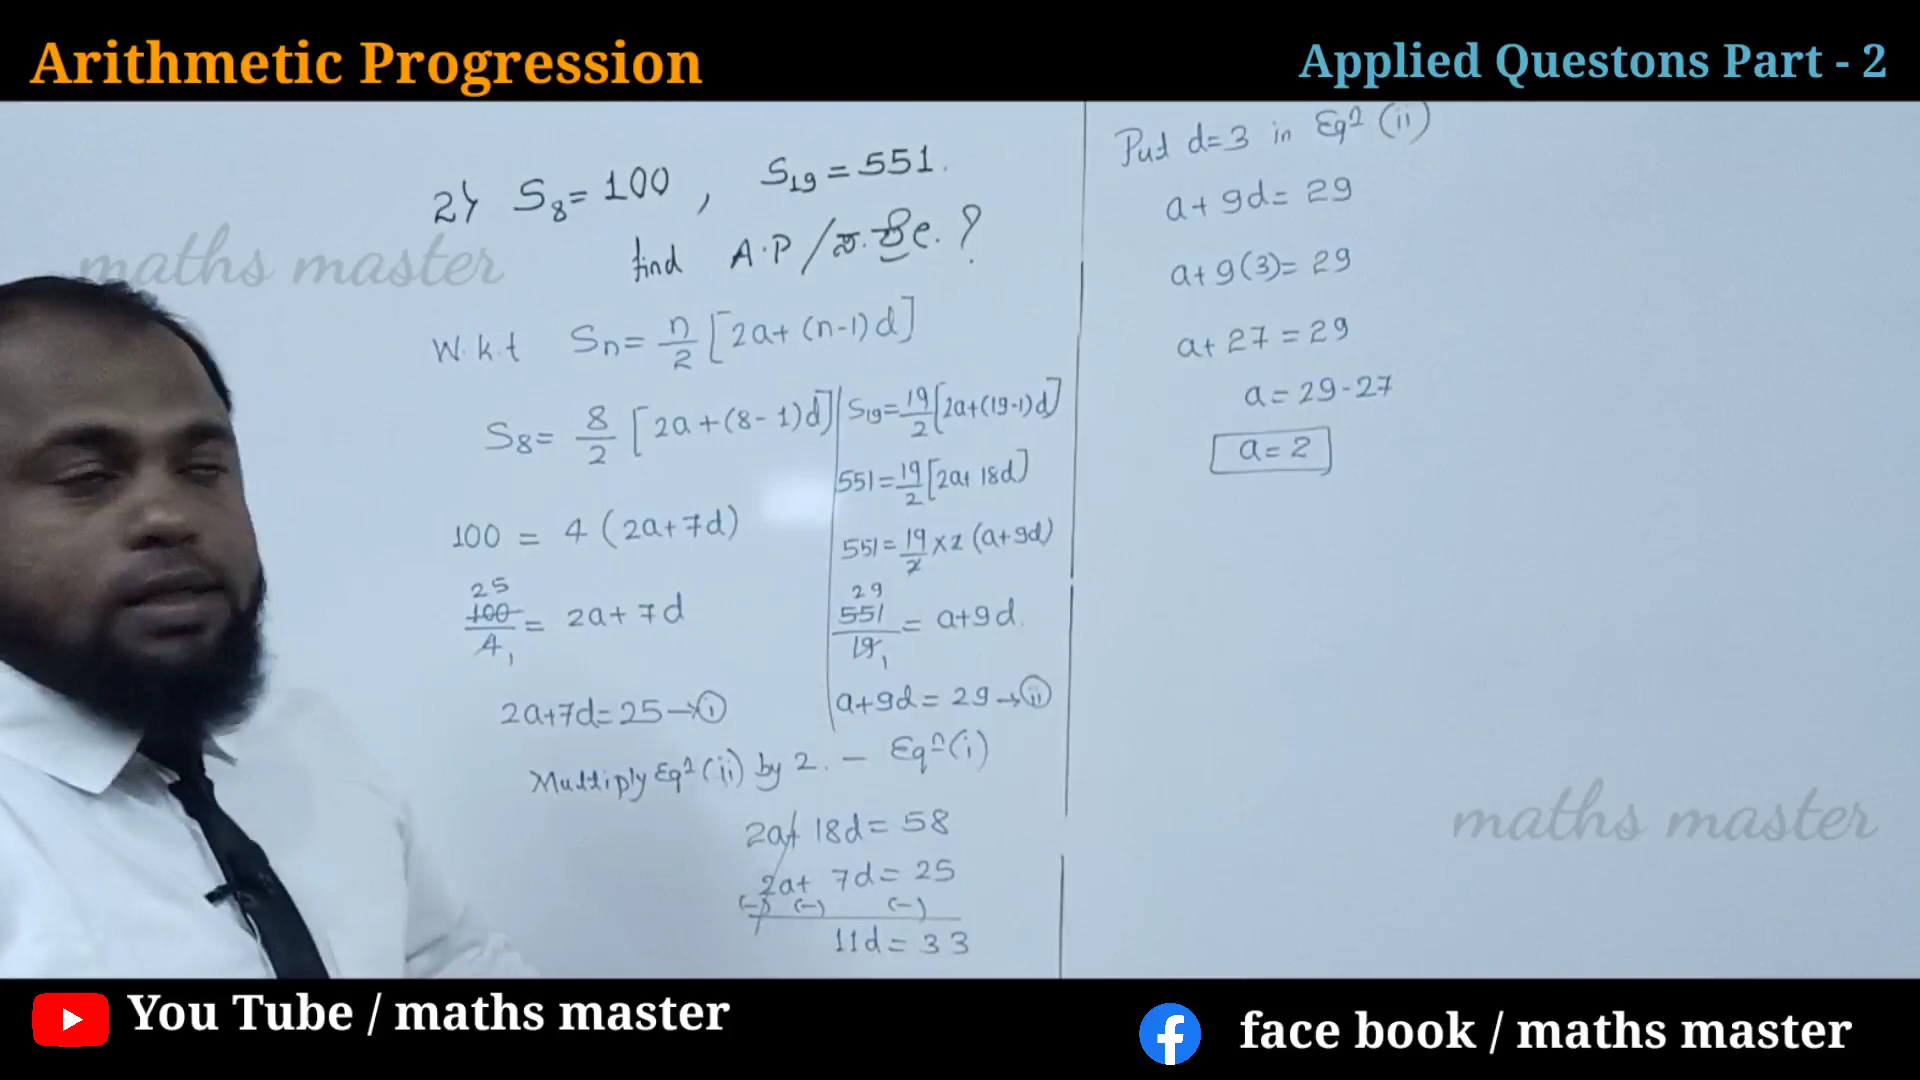 Arithmetic Progression
Applied Questons Part - 2
2) S₈ = 100 , S₁₉ = 551.
find A.P / ಸ.ಶ್ರೇ. ?
W.k.t Sn = n/2 [2a + (n-1)d]
S₈ = 8/2 [2a + (8-1)d]
100 = 4 (2a + 7d)
25
100/4 1 = 2a + 7d
2a+7d = 25 → (i)
S₁₉ = 19/2 [2a+(19-1)d]
551 = 19/2 [2a+ 18d]
551 = 19/2 × 2 (a+9d)
29
551/19 1 = a+9d.
a+9d = 29 → (ii)
Multiply Eqⁿ (ii) by 2. – Eqⁿ (i)
2a + 18d = 58
2a + 7d = 25
(-) (-) (-)
11d = 33
Put d=3 in Eqⁿ (ii)
a + 9d = 29
a + 9(3) = 29
a + 27 = 29
a = 29-27
a = 2
maths master
maths master
You Tube / maths master
face book / maths master